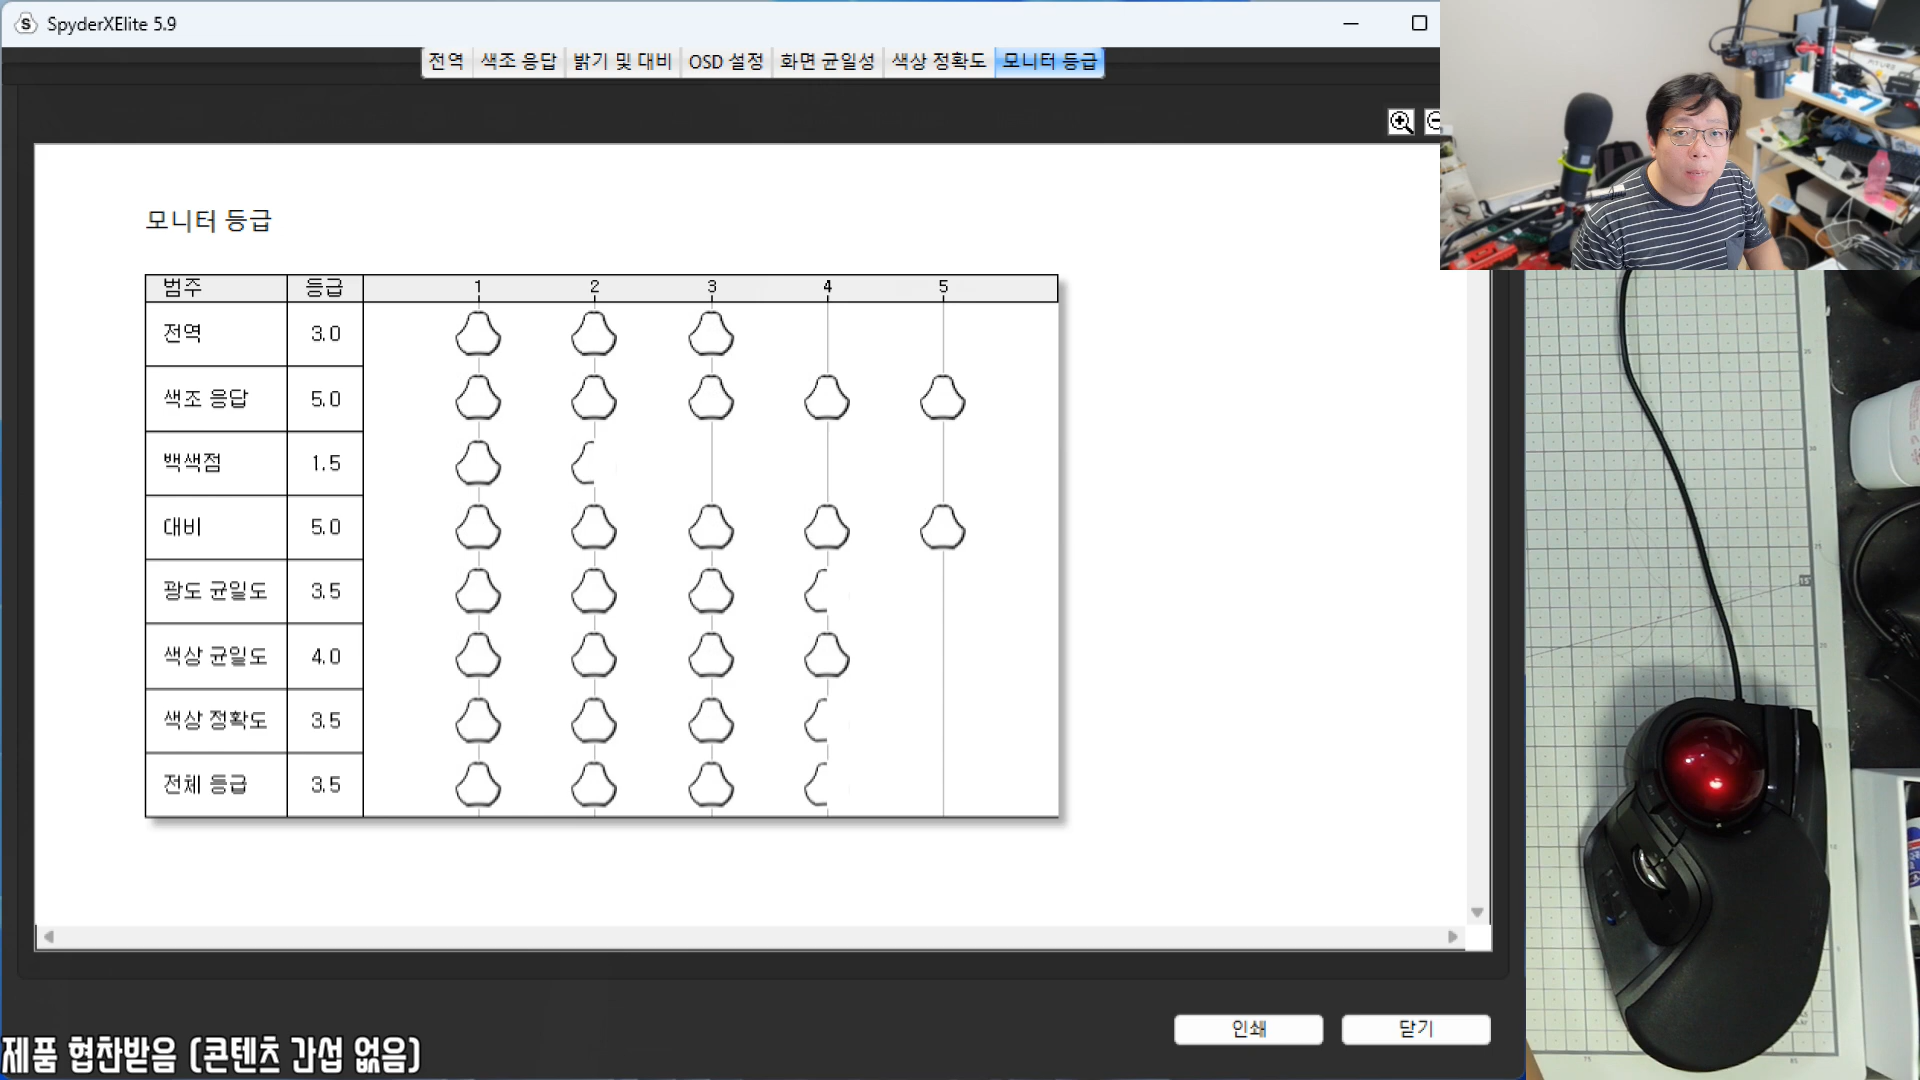 SpyderXElite 5.9
전역 색조 응답 밝기 및 대비 OSD 설정 화면 균일성 색상 정확도 모니터 등급
모니터 등급
범주 등급 1 2 3 4 5
전역 3.0
색조 응답 5.0
백색점 1.5
대비 5.0
광도 균일도 3.5
색상 균일도 4.0
색상 정확도 3.5
전체 등급 3.5
인쇄 닫기
제품 협찬받음 (콘텐츠 간섭 없음)